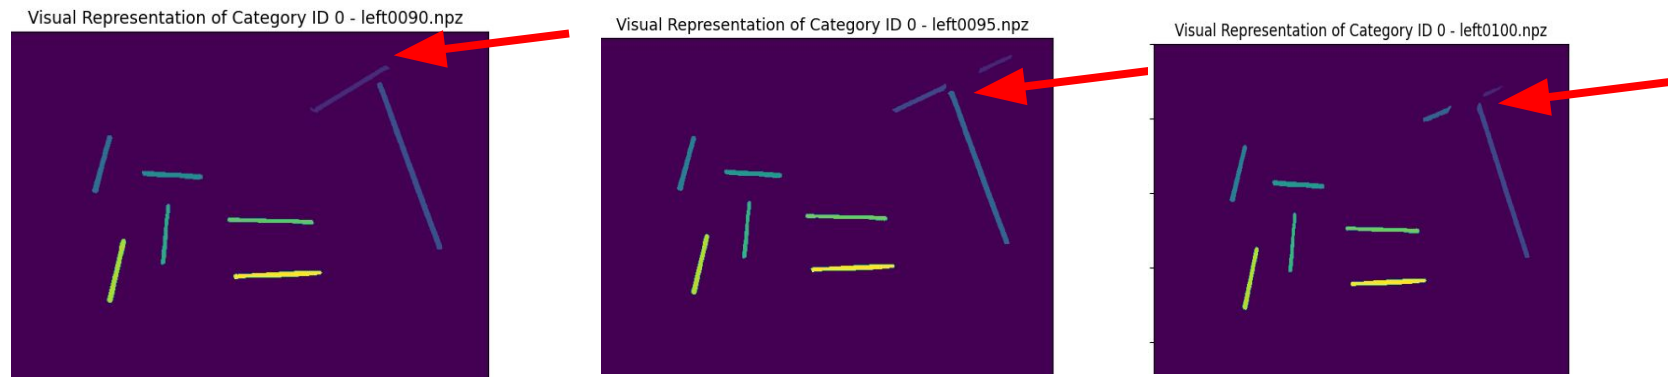 Visual Representation of Category ID 0 - left0090.npz
Visual Representation of Category ID 0 - left0095.npz
Visual Representation of Category ID 0 - left0100.npz